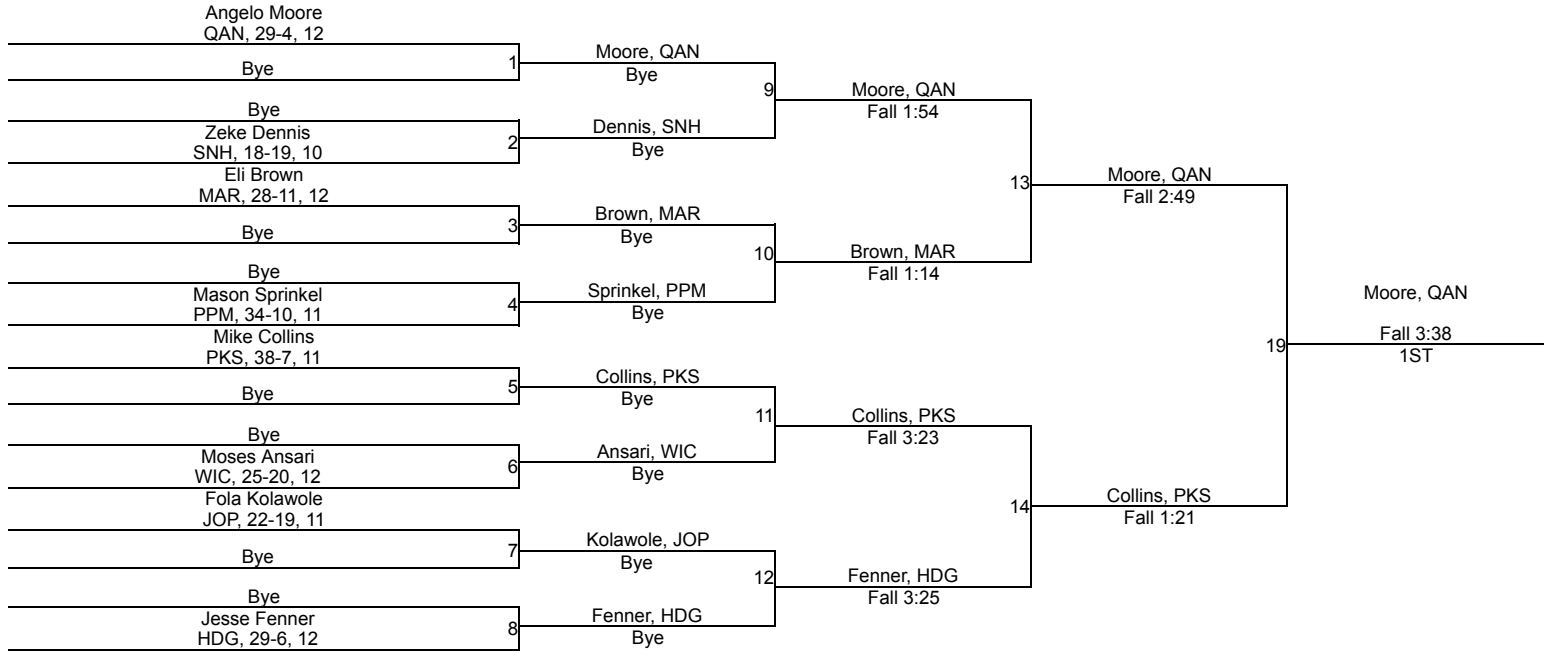 Angelo Moore
QAN, 29-4, 12
Bye
1
Bye
Zeke Dennis
SNH, 18-19, 10
2
Eli Brown
MAR, 28-11, 12
Bye
3
Bye
Mason Sprinkel
PPM, 34-10, 11
4
Mike Collins
PKS, 38-7, 11
Bye
5
Bye
Moses Ansari
WIC, 25-20, 12
6
Fola Kolawole
JOP, 22-19, 11
Bye
7
Bye
Jesse Fenner
HDG, 29-6, 12
8
Moore, QAN
Bye
9
Dennis, SNH
Bye
Brown, MAR
Bye
10
Sprinkel, PPM
Bye
Collins, PKS
Bye
11
Ansari, WIC
Bye
Kolawole, JOP
Bye
12
Fenner, HDG
Bye
Moore, QAN
Fall 1:54
13
Brown, MAR
Fall 1:14
Collins, PKS
Fall 3:23
14
Fenner, HDG
Fall 3:25
Moore, QAN
Fall 2:49
19
Collins, PKS
Fall 1:21
Moore, QAN
Fall 3:38
1ST